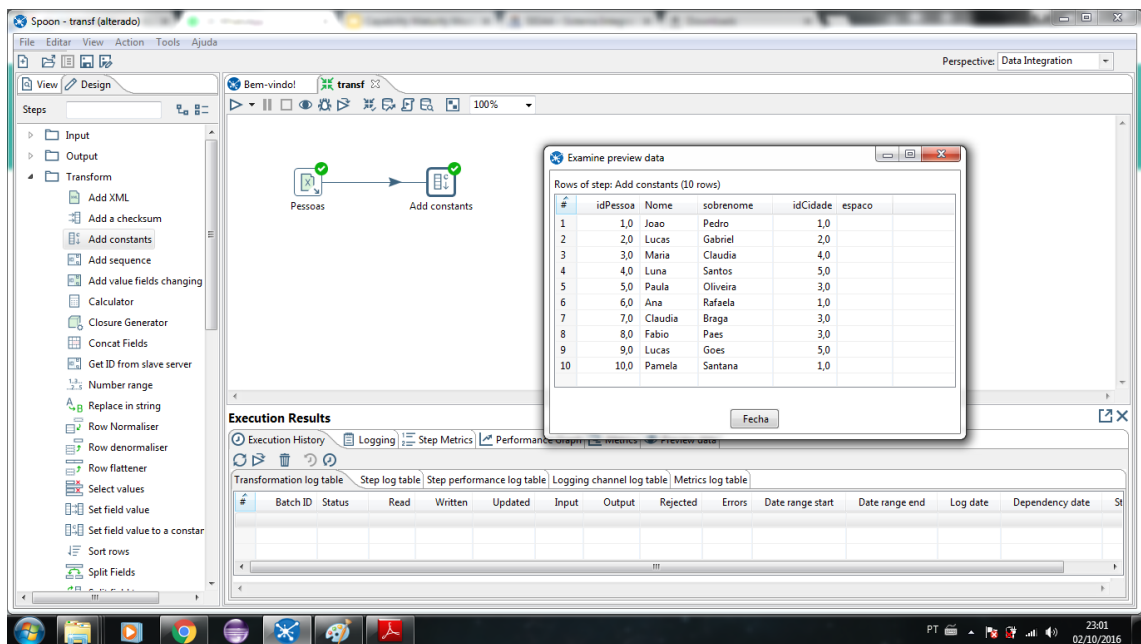 Spoon - transf (alterado)
File Editar View Action Tools Ajuda
Perspective: Data Integration
View Design
Bem-vindo! transf
Steps
100%
Input
Output
Transform
Add XML
Add a checksum
Add constants
Add sequence
Add value fields changing
Calculator
Closure Generator
Concat Fields
Get ID from slave server
Number range
Replace in string
Row Normaliser
Row denormaliser
Row flattener
Select values
Set field value
Set field value to a constan
Sort rows
Split Fields
Pessoas
Add constants
Examine preview data
Rows of step: Add constants (10 rows)
# idPessoa Nome sobrenome idCidade espaco
1 1,0 Joao Pedro 1,0
2 2,0 Lucas Gabriel 2,0
3 3,0 Maria Claudia 4,0
4 4,0 Luna Santos 5,0
5 5,0 Paula Oliveira 3,0
6 6,0 Ana Rafaela 1,0
7 7,0 Claudia Braga 3,0
8 8,0 Fabio Paes 3,0
9 9,0 Lucas Goes 5,0
10 10,0 Pamela Santana 1,0
Fecha
Execution Results
Execution History Logging Step Metrics Performance Graph Metrics Preview data
Transformation log table Step log table Step performance log table Logging channel log table Metrics log table
# Batch ID Status Read Written Updated Input Output Rejected Errors Date range start Date range end Log date Dependency date St
PT
23:01
02/10/2016